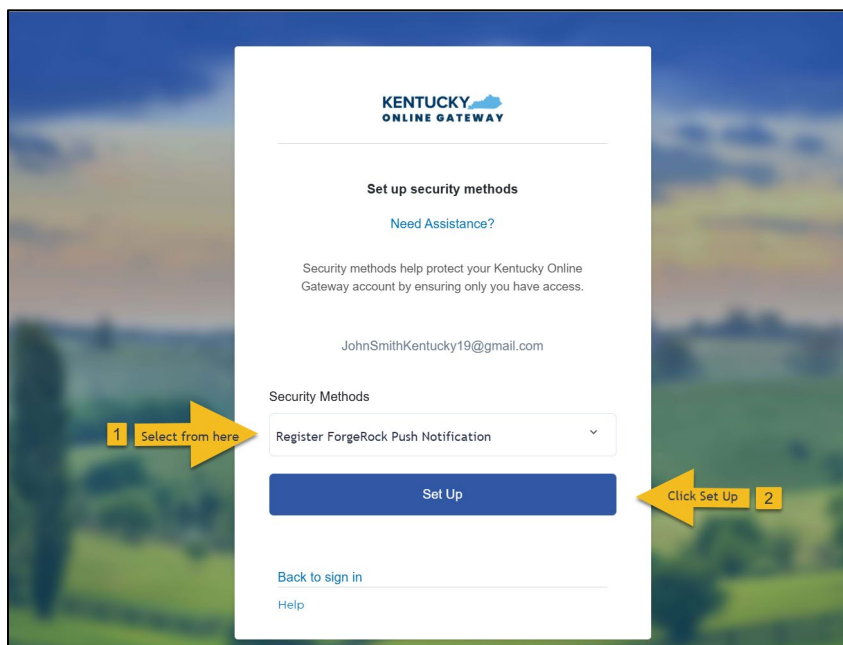 KENTUCKY
ONLINE GATEWAY
Set up security methods
Need Assistance?
Security methods help protect your Kentucky Online
Gateway account by ensuring only you have access.
JohnSmithKentucky19@gmail.com
Security Methods
1 Select from here
Register ForgeRock Push Notification
Set Up
Click Set Up 2
Back to sign in
Help